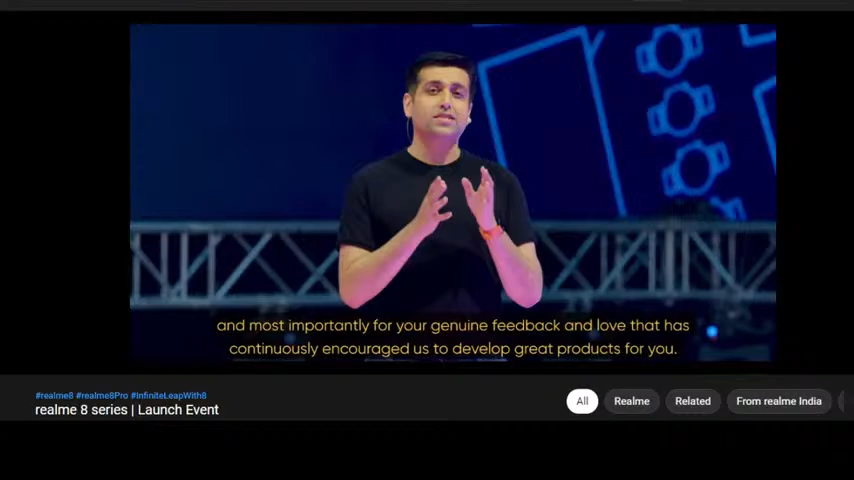 and most importantly for your genuine feedback and love that has
continuously encouraged us to develop great products for you.
#realme8 #realme8Pro #InfiniteLeapWith8
realme 8 series | Launch Event
All
Realme
Related
From realme India